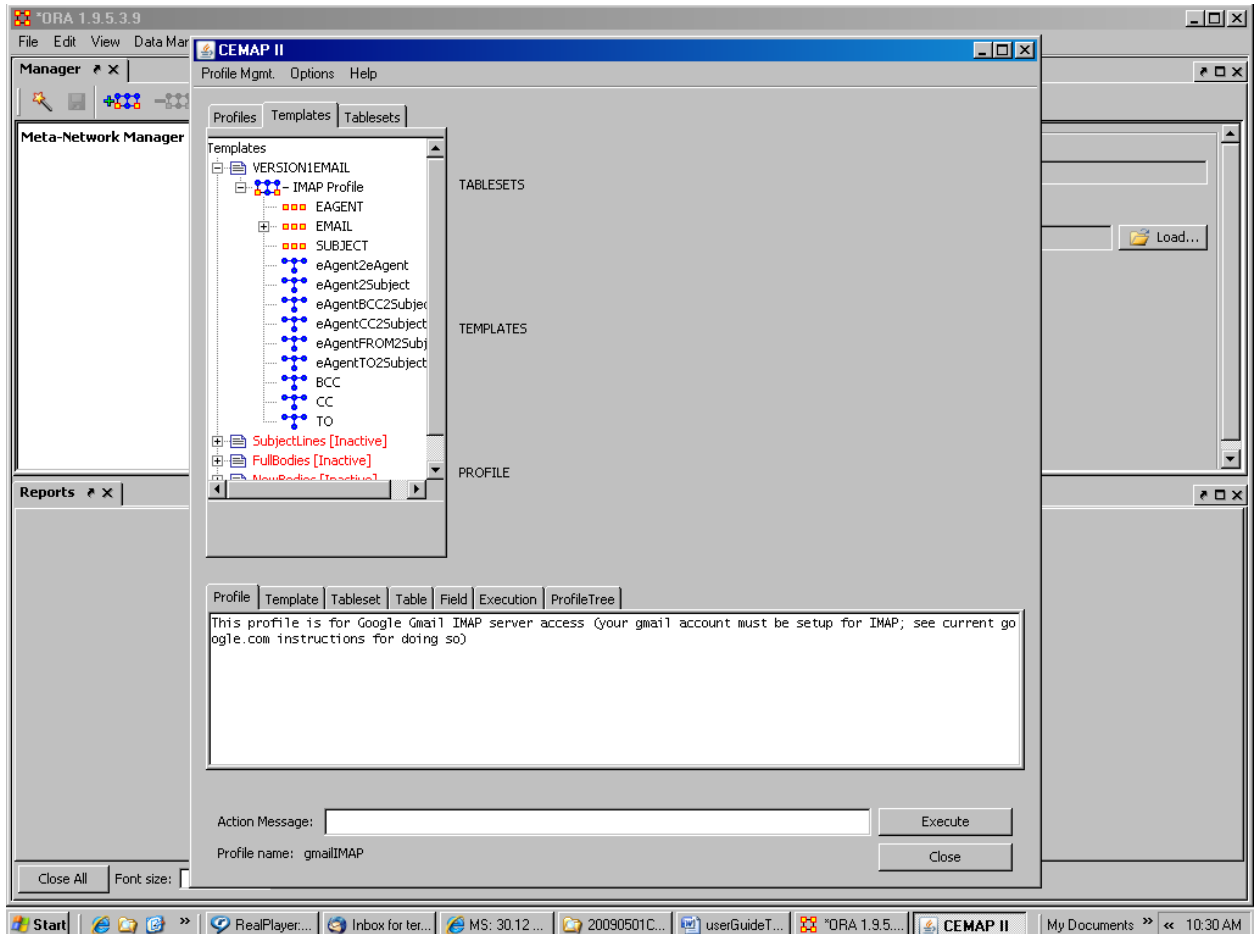 *ORA 1.9.5.3.9
File Edit View Data Mar
CEMAP II
Manager
Profile Mgmt. Options Help
Profiles Templates Tablesets
Meta-Network Manager
Templates
VERSION1EMAIL
IMAP Profile
TABLESETS
EAGENT
EMAIL
SUBJECT
Load...
eAgent2eAgent
eAgent2Subject
eAgentBCC2Subjec
eAgentCC2Subject
TEMPLATES
eAgentFROM2Subj
eAgentTO2Subject
BCC
CC
TO
SubjectLines [Inactive]
FullBodies [Inactive]
NewBodies [Inactive]
PROFILE
Reports
Profile Template Tableset Table Field Execution ProfileTree
This profile is for Google Gmail IMAP server access (your gmail account must be setup for IMAP; see current go
ogle.com instructions for doing so)
Action Message:
Execute
Profile name: gmailIMAP
Close
Close All Font size:
Start » RealPlayer:... Inbox for ter... MS: 30.12 ... 20090501C... userGuideT... *ORA 1.9.5.... CEMAP II My Documents » « 10:30 AM